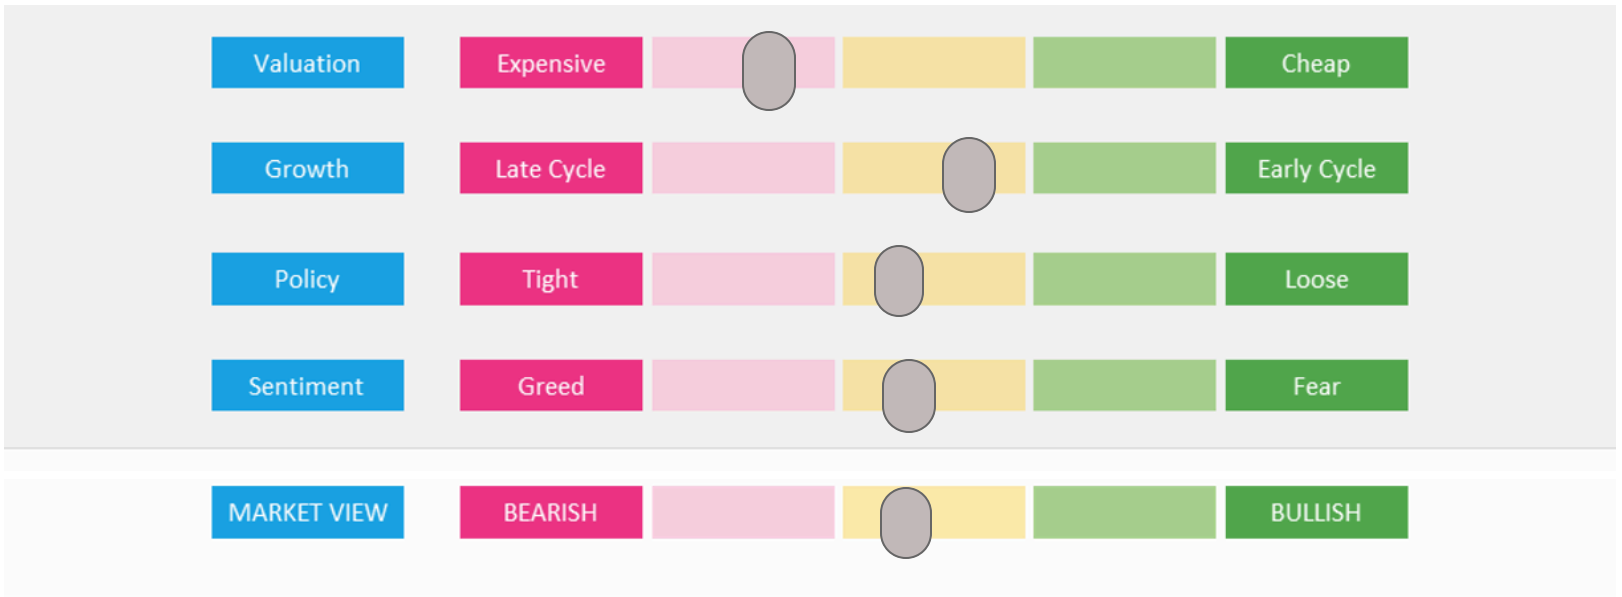 Valuation Expensive Cheap
Growth Late Cycle Early Cycle
Policy Tight Loose
Sentiment Greed Fear
MARKET VIEW BEARISH BULLISH